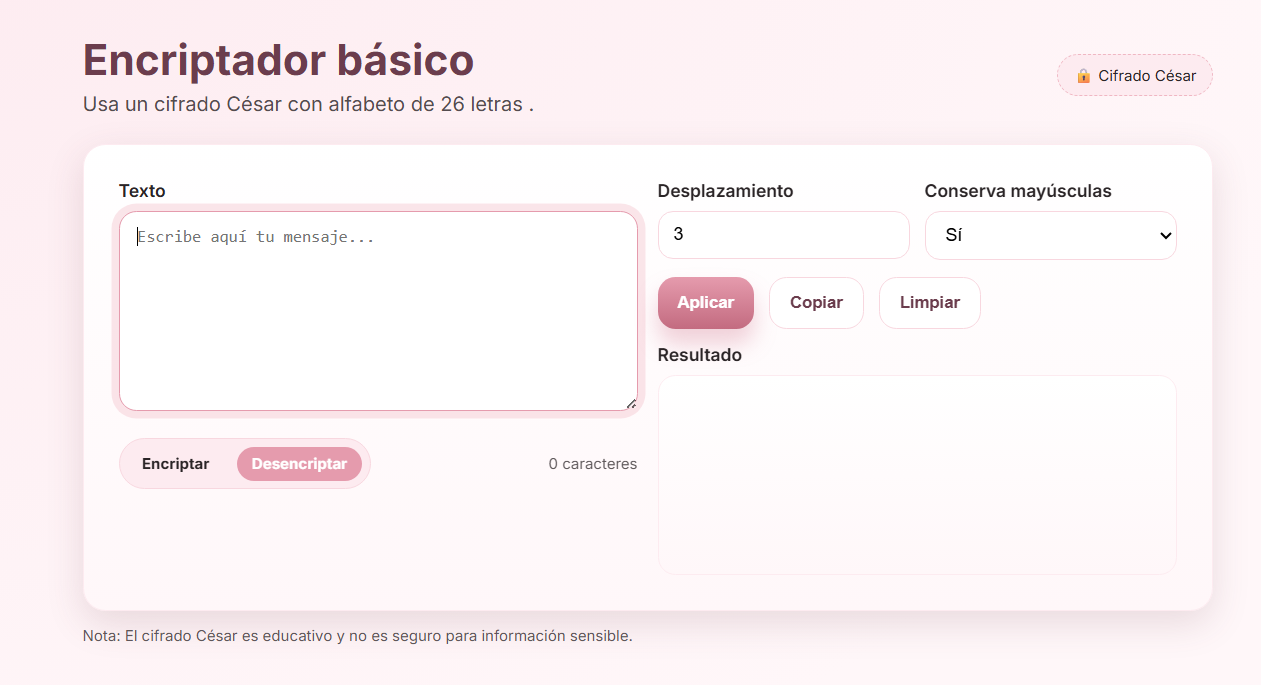 Encriptador básico
Usa un cifrado César con alfabeto de 26 letras .
🔒 Cifrado César
Texto
Escribe aquí tu mensaje...
Encriptar
Desencriptar
0 caracteres
Desplazamiento
3
Conserva mayúsculas
Sí
Aplicar
Copiar
Limpiar
Resultado
Nota: El cifrado César es educativo y no es seguro para información sensible.